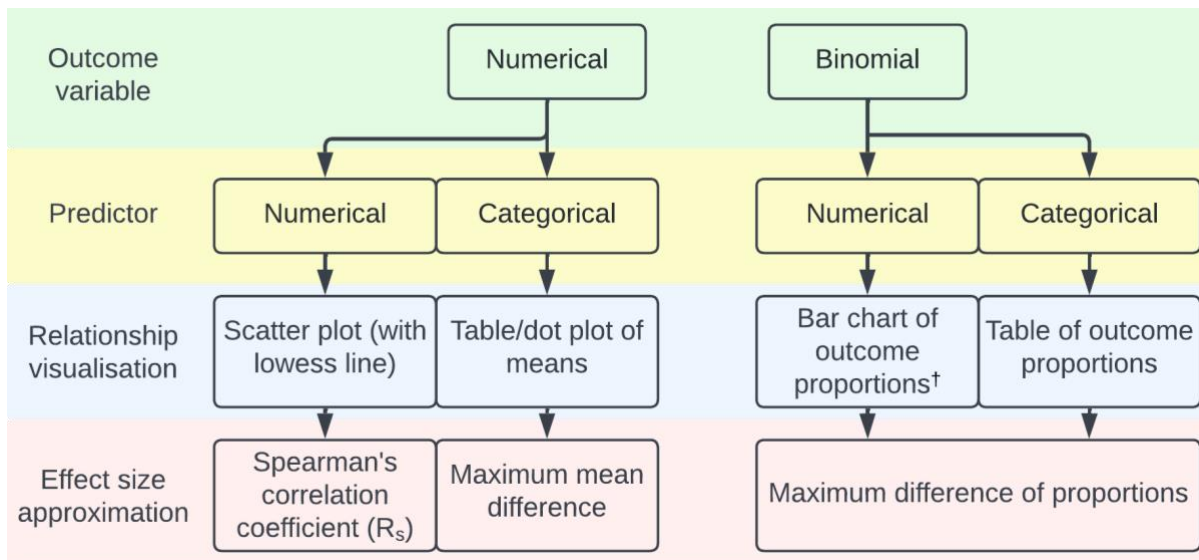 Outcome
variable
Numerical
Binomial
Predictor
Numerical
Categorical
Numerical
Categorical
Relationship
visualisation
Scatter plot (with
lowess line)
Table/dot plot of
means
Bar chart of
outcome
proportions†
Table of outcome
proportions
Effect size
approximation
Spearman's
correlation
coefficient (Rₛ)
Maximum mean
difference
Maximum difference of proportions